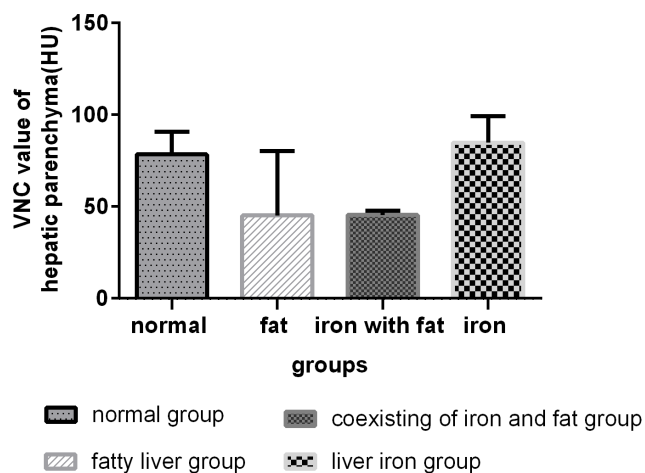 VNC value of
hepatic parenchyma(HU)
150
100
50
0
normal fat iron with fat iron
groups
normal group
coexisting of iron and fat group
fatty liver group
liver iron group